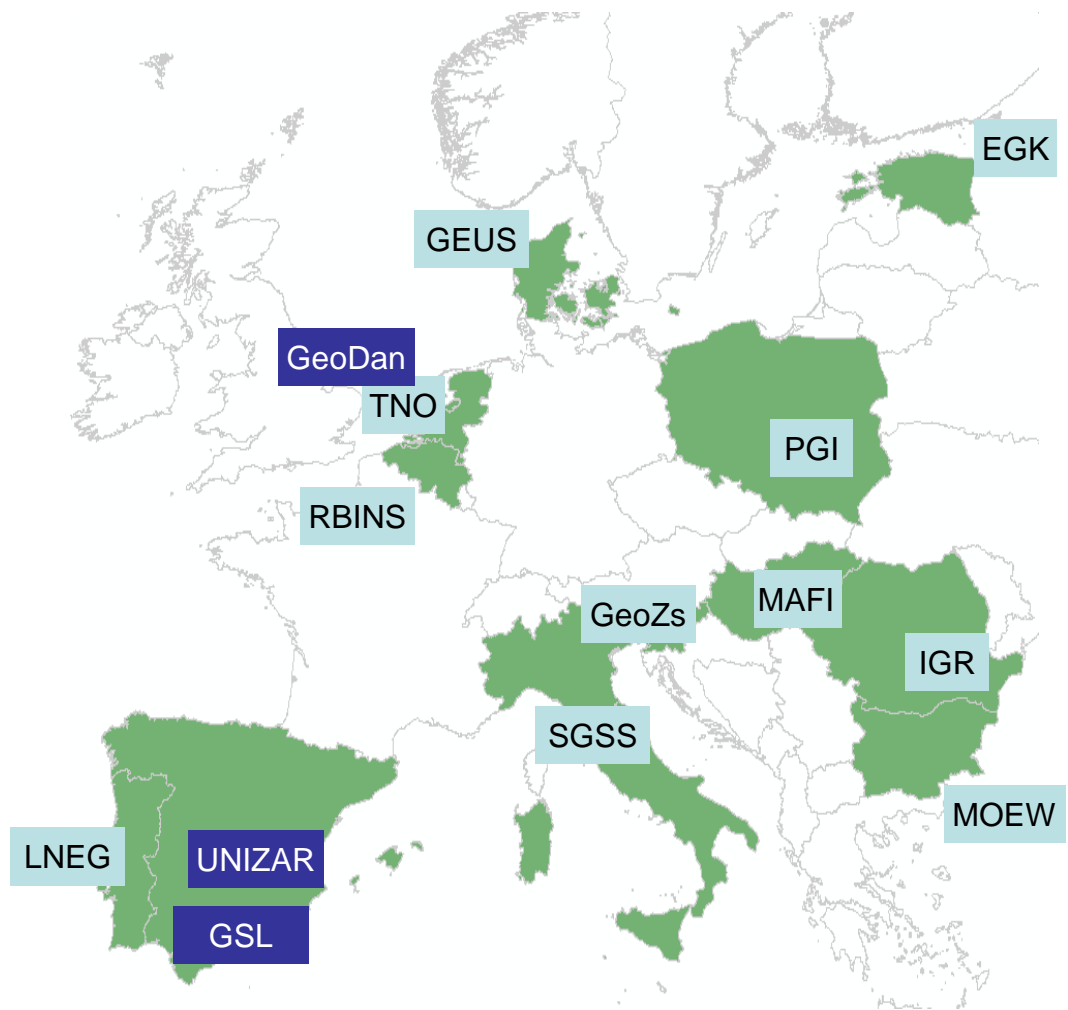 EGK
GEUS
GeoDan
TNO
PGI
RBINS
GeoZs
MAFI
IGR
SGSS
MOEW
LNEG
UNIZAR
GSL